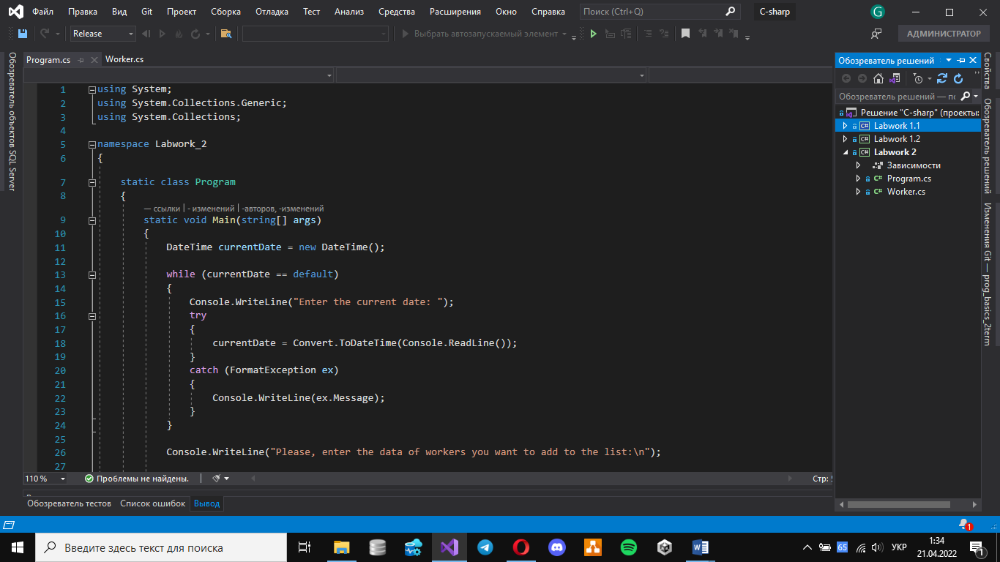 Файл Правка Вид Git Проект Сборка Отладка Тест Анализ Средства Расширения Окно Справка Поиск (Ctrl+Q) C-sharp G
Release Выбрать автозапускаемый элемент АДМИНИСТРАТОР
Обозреватель объектов SQL Server
Program.cs Worker.cs
1 using System;
2 using System.Collections.Generic;
3 using System.Collections;
4
5 namespace Labwork_2
6 {
7 static class Program
8 {
— ссылки | - изменений | -авторов, -изменений
9 static void Main(string[] args)
10 {
11 DateTime currentDate = new DateTime();
12
13 while (currentDate == default)
14 {
15 Console.WriteLine("Enter the current date: ");
16 try
17 {
18 currentDate = Convert.ToDateTime(Console.ReadLine());
19 }
20 catch (FormatException ex)
21 {
22 Console.WriteLine(ex.Message);
23 }
24 }
25
26 Console.WriteLine("Please, enter the data of workers you want to add to the list:\n");
27
110 % Проблемы не найдены. Стр:
Обозреватель тестов Список ошибок Вывод
Обозреватель решений
Обозреватель решений — по
Решение "C-sharp" (проекты:
C# Labwork 1.1
C# Labwork 1.2
C# Labwork 2
Зависимости
C# Program.cs
C# Worker.cs
Свойства
Обозреватель решений
Изменения Git — prog_basics_2term
1
Введите здесь текст для поиска
65 УКР 1:34
21.04.2022
1